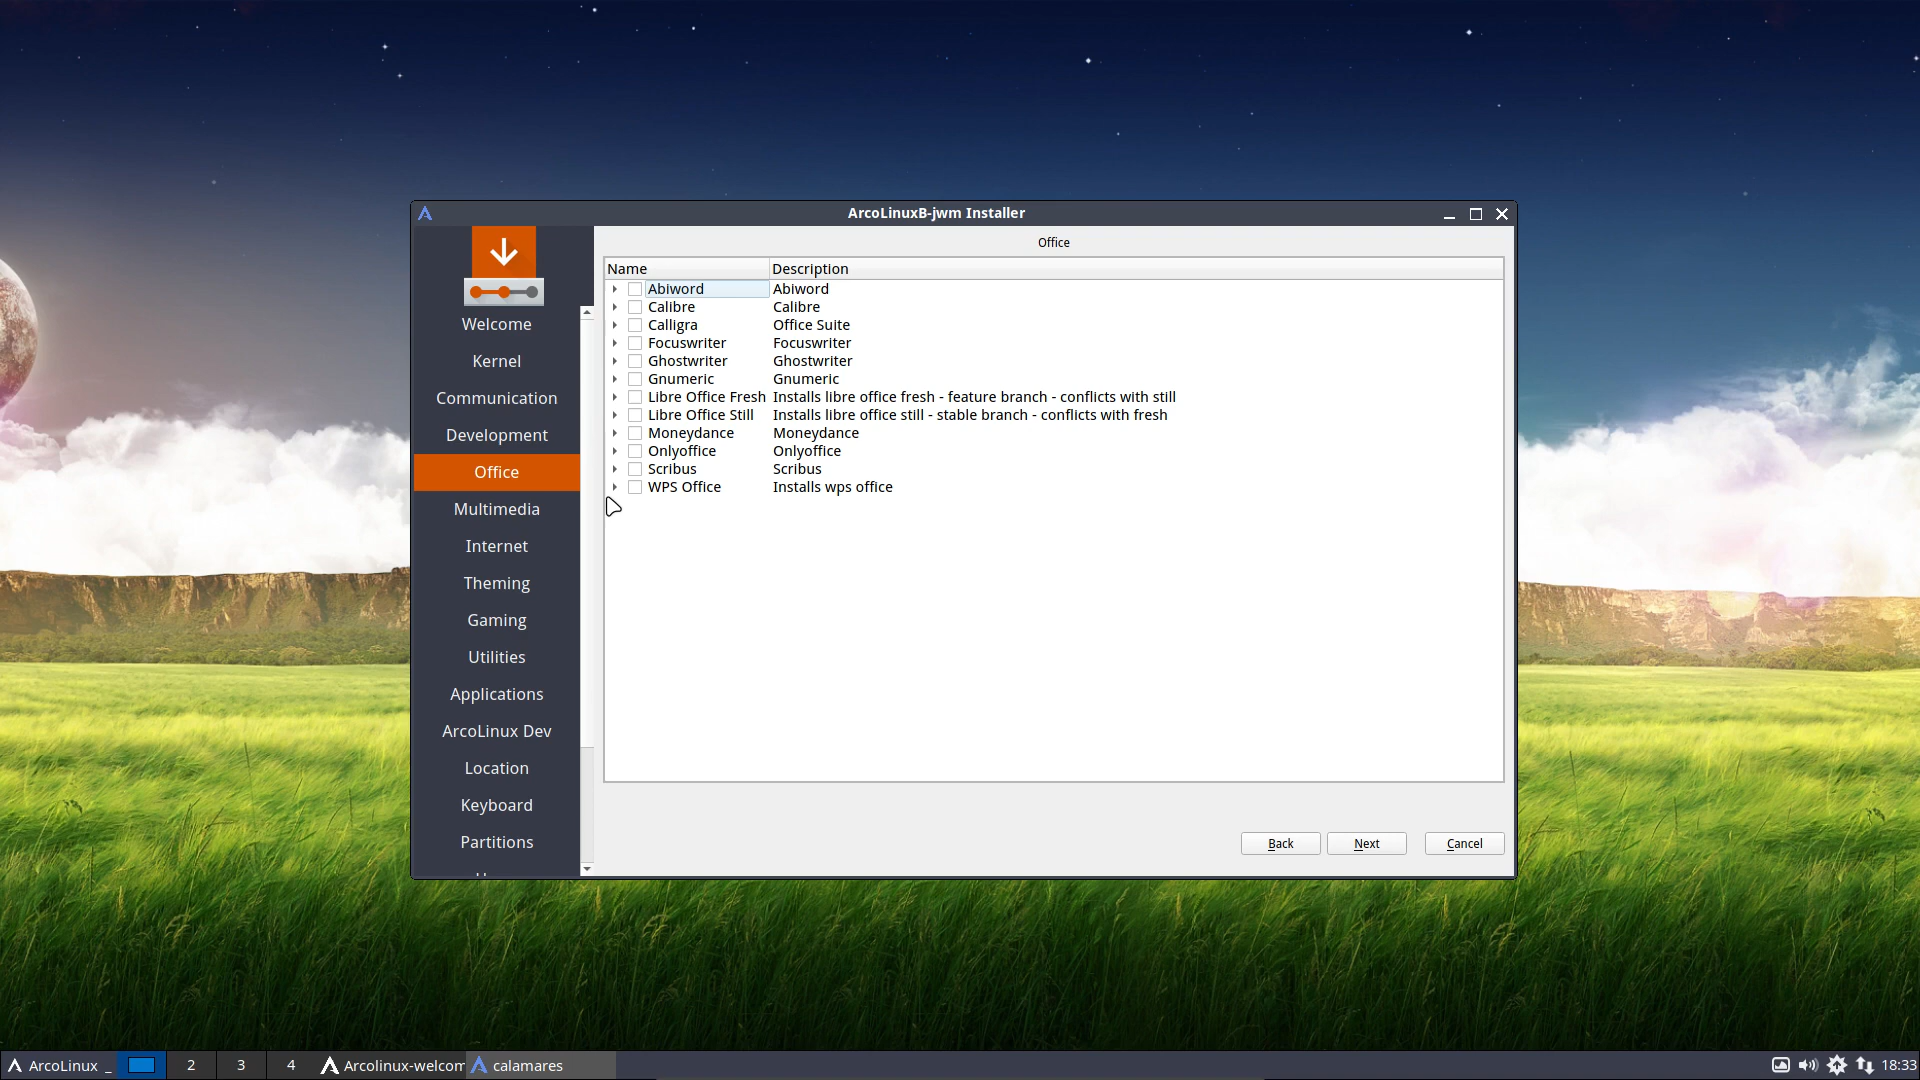 ArcoLinuxB-jwm Installer
Welcome
Kernel
Communication
Development
Office
Multimedia
Internet
Theming
Gaming
Utilities
Applications
ArcoLinux Dev
Location
Keyboard
Partitions
Office
Name Description
Abiword Abiword
Calibre Calibre
Calligra Office Suite
Focuswriter Focuswriter
Ghostwriter Ghostwriter
Gnumeric Gnumeric
Libre Office Fresh Installs libre office fresh - feature branch - conflicts with still
Libre Office Still Installs libre office still - stable branch - conflicts with fresh
Moneydance Moneydance
Onlyoffice Onlyoffice
Scribus Scribus
WPS Office Installs wps office
Back Next Cancel
ArcoLinux _ 2 3 4 Arcolinux-welcom calamares 18:33